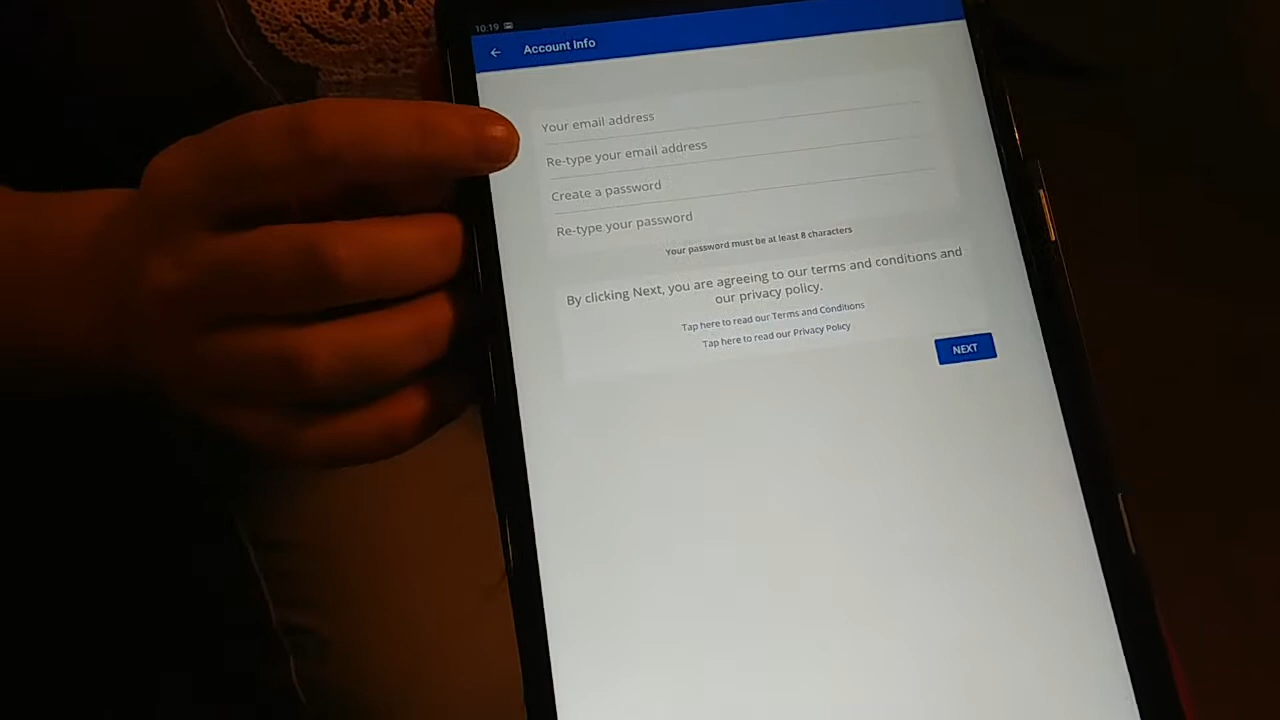 10:19
Account Info
Your email address
Re-type your email address
Create a password
Re-type your password
Your password must be at least 8 characters
By clicking Next, you are agreeing to our terms and conditions and
our privacy policy.
Tap here to read our Terms and Conditions
Tap here to read our Privacy Policy
NEXT